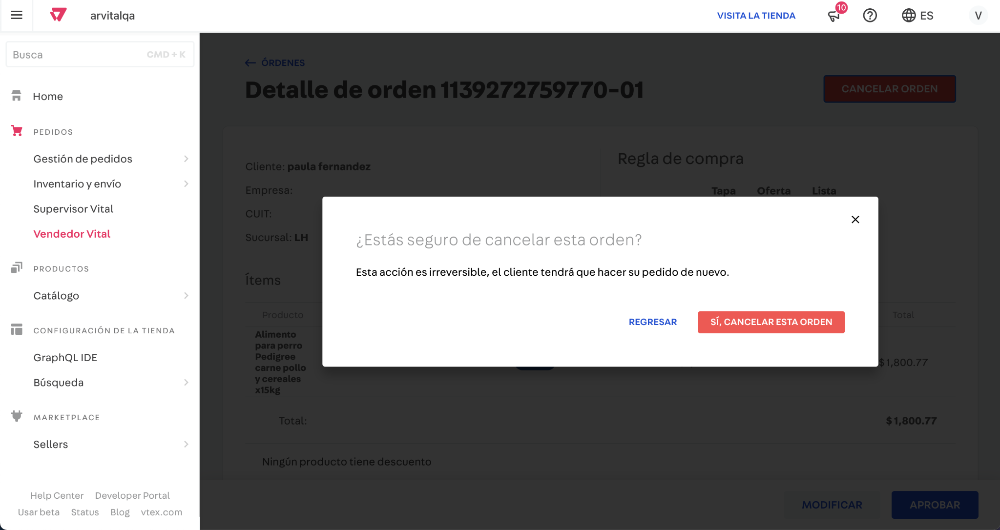 arvitalqa
VISITA LA TIENDA
10
ES
V
Busca
CMD + K
Home
PEDIDOS
Gestión de pedidos
Inventario y envío
Supervisor Vital
Vendedor Vital
PRODUCTOS
Catálogo
CONFIGURACIÓN DE LA TIENDA
GraphQL IDE
Búsqueda
MARKETPLACE
Sellers
Help Center Developer Portal
Usar beta Status Blog vtex.com
ÓRDENES
Detalle de orden 1139272759770-01
CANCELAR ORDEN
Cliente: paula fernandez
Empresa:
CUIT:
Sucursal: LH
Regla de compra
Tapa Oferta Lista
¿Estás seguro de cancelar esta orden?
Esta acción es irreversible, el cliente tendrá que hacer su pedido de nuevo.
REGRESAR
SÍ, CANCELAR ESTA ORDEN
Ítems
Producto
Total
Alimento
para perro
Pedigree
carne pollo
y cereales
x15kg
$ 1,800.77
Total:
$ 1,800.77
Ningún producto tiene descuento
MODIFICAR
APROBAR